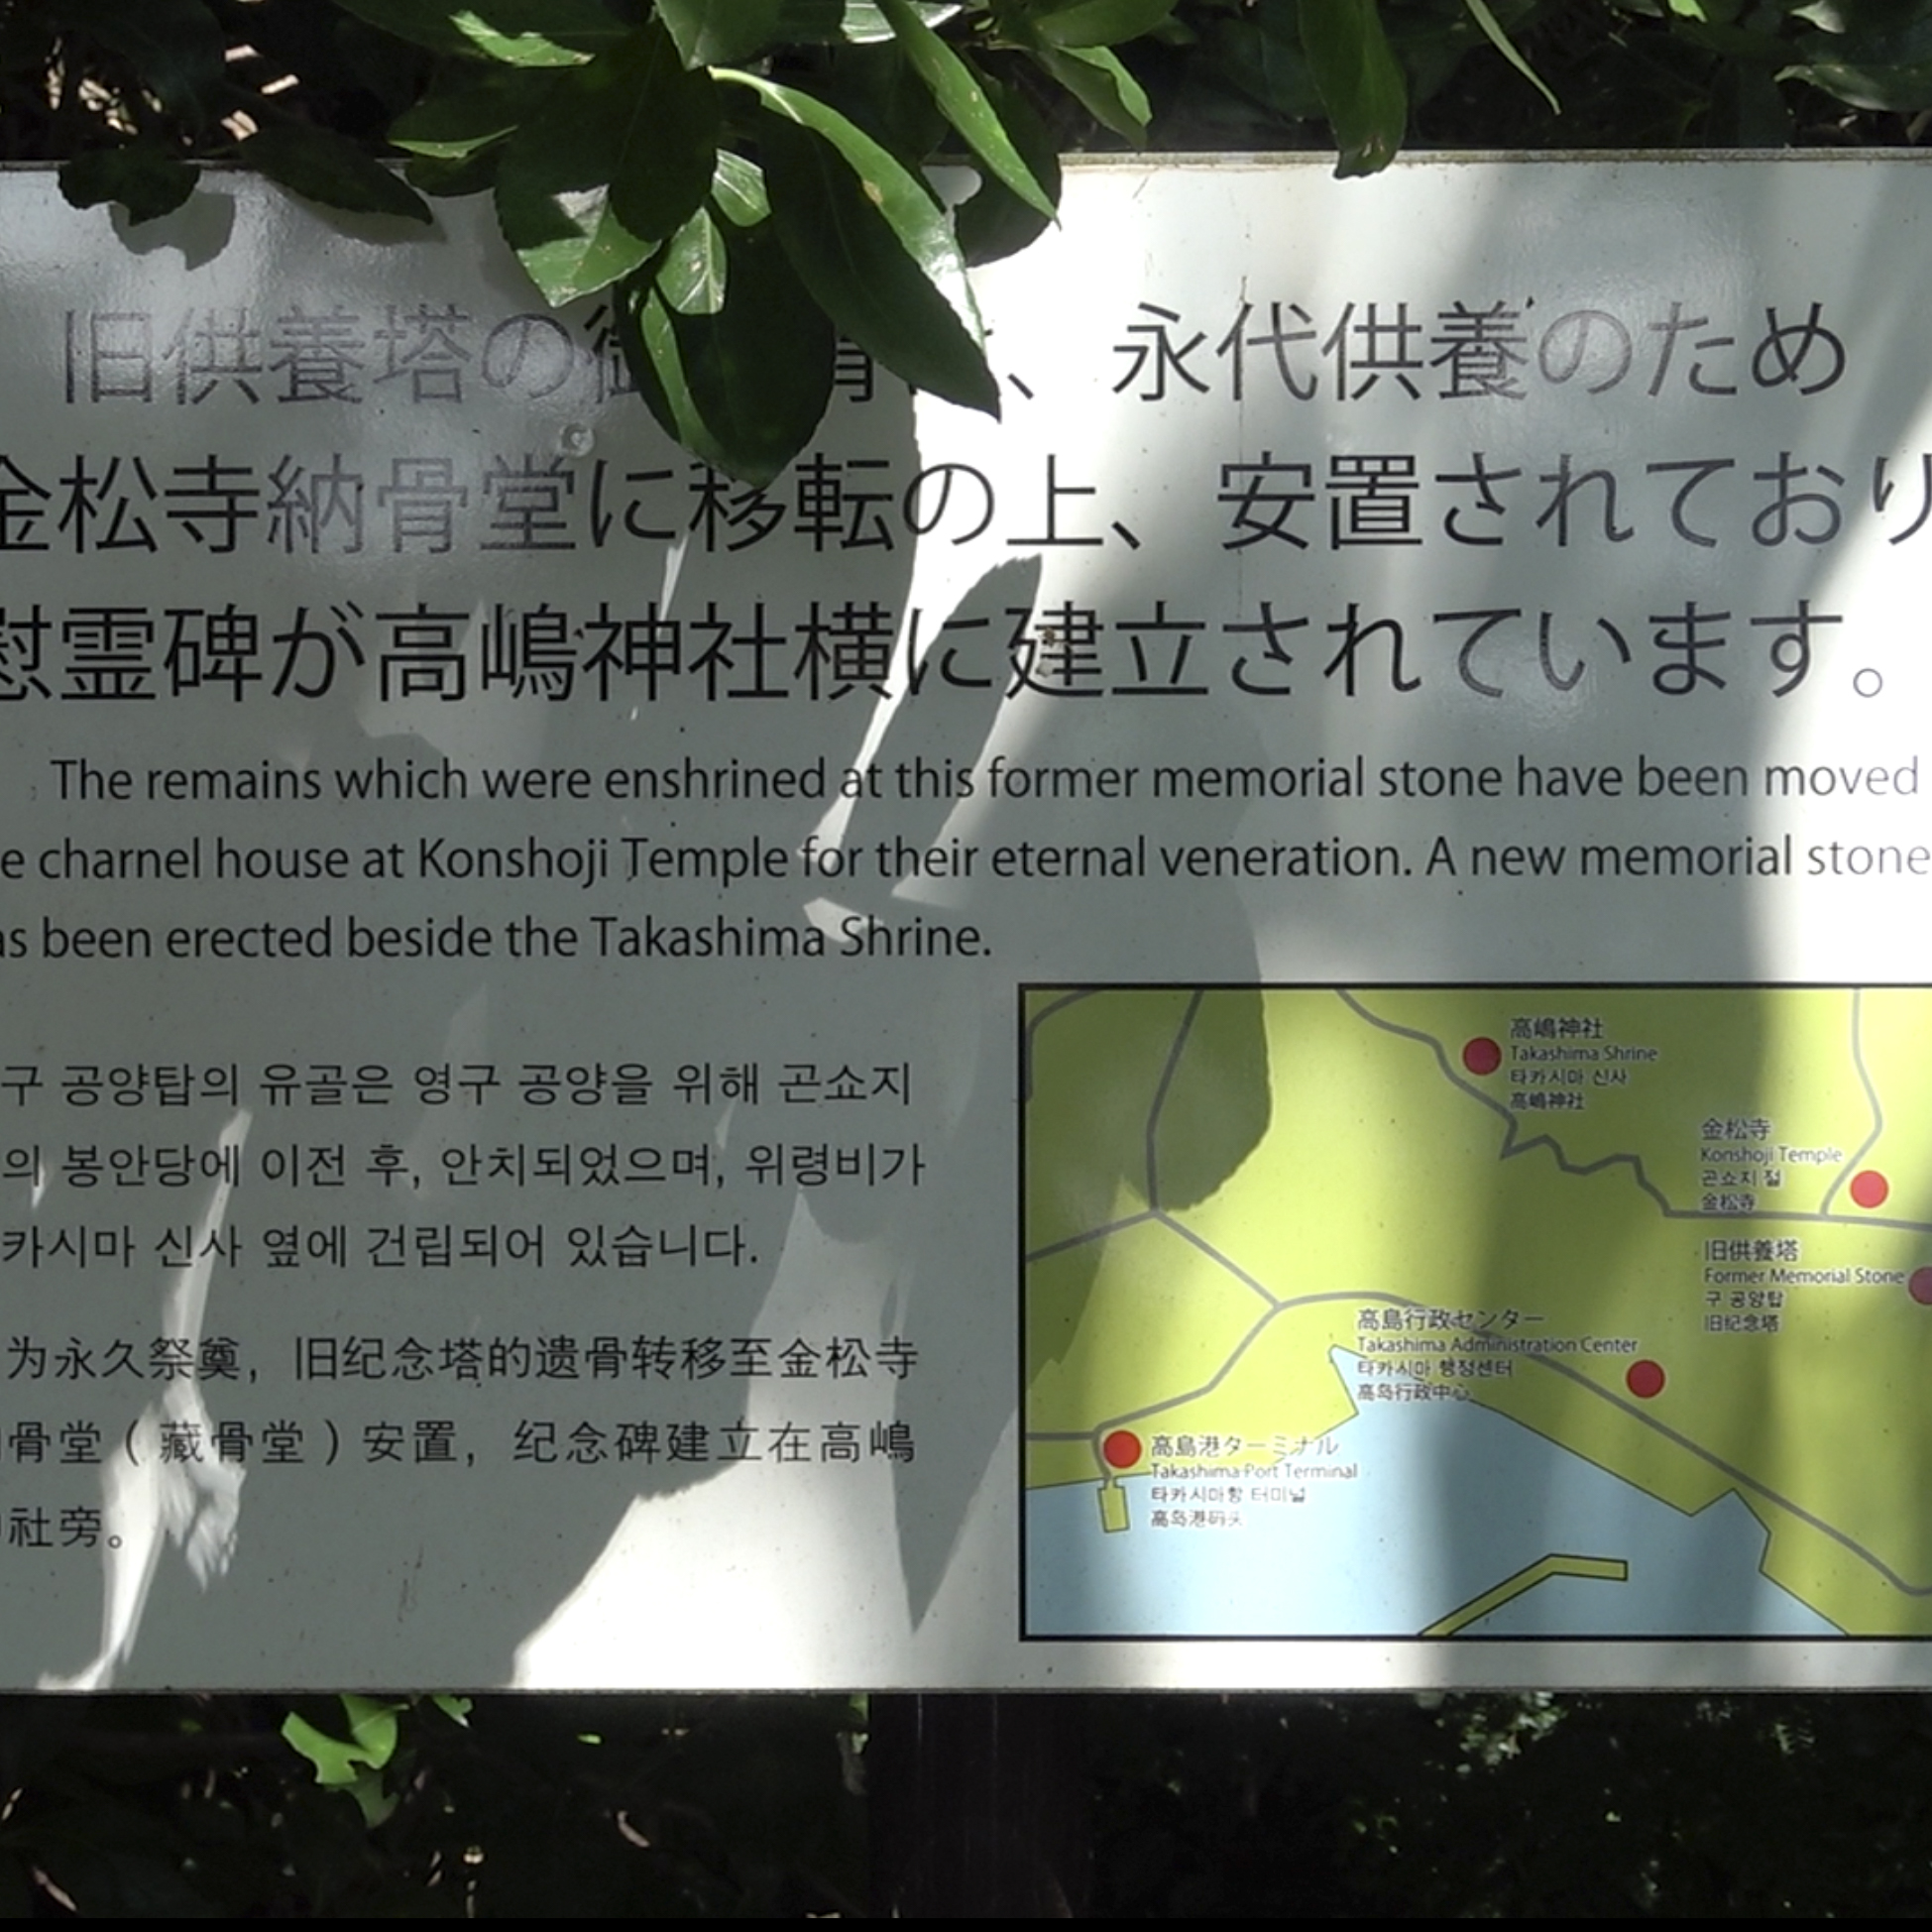 旧供養塔の御 骨 、永代供養のため
金松寺納骨堂に移転の上、安置されており
慰霊碑が高嶋神社横に建立されています。
The remains which were enshrined at this former memorial stone have been moved
e charnel house at Konshoji Temple for their eternal veneration. A new memorial stone
as been erected beside the Takashima Shrine.
구 공양탑의 유골은 영구 공양을 위해 곤쇼지
의 봉안당에 이전 후, 안치되었으며, 위령비가
카시마 신사 옆에 건립되어 있습니다.
为永久祭奠，旧纪念塔的遗骨转移至金松寺
骨堂（藏骨堂）安置，纪念碑建立在高嶋
社旁。
高嶋神社
Takashima Shrine
타카시마 신사
高嶋神社
金松寺
Konshoji Temple
곤쇼지 절
金松寺
旧供養塔
Former Memorial Stone
구 공양탑
旧纪念塔
高島行政センター
Takashima Administration Center
타카시마 행정센터
高岛行政中心
高島港ターミナル
Takashima Port Terminal
타카시마항 터미널
高岛港码头